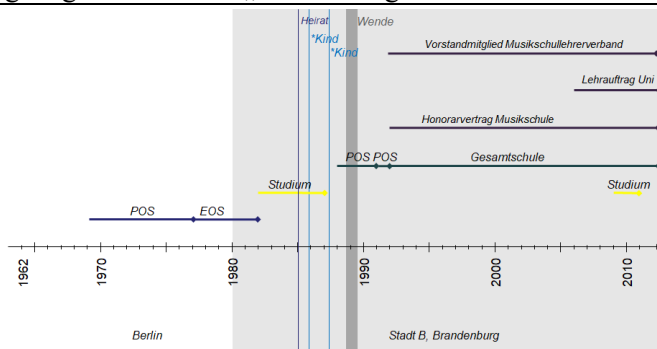 Heirat
Wende
*Kind
*Kind
Vorstandmitglied Musikschullehrerverband
Lehrauftrag Uni
Honorarvertrag Musikschule
POS POS Gesamtschule
Studium Studium
POS EOS
1962 1970 1980 1990 2000 2010
Berlin Stadt B, Brandenburg